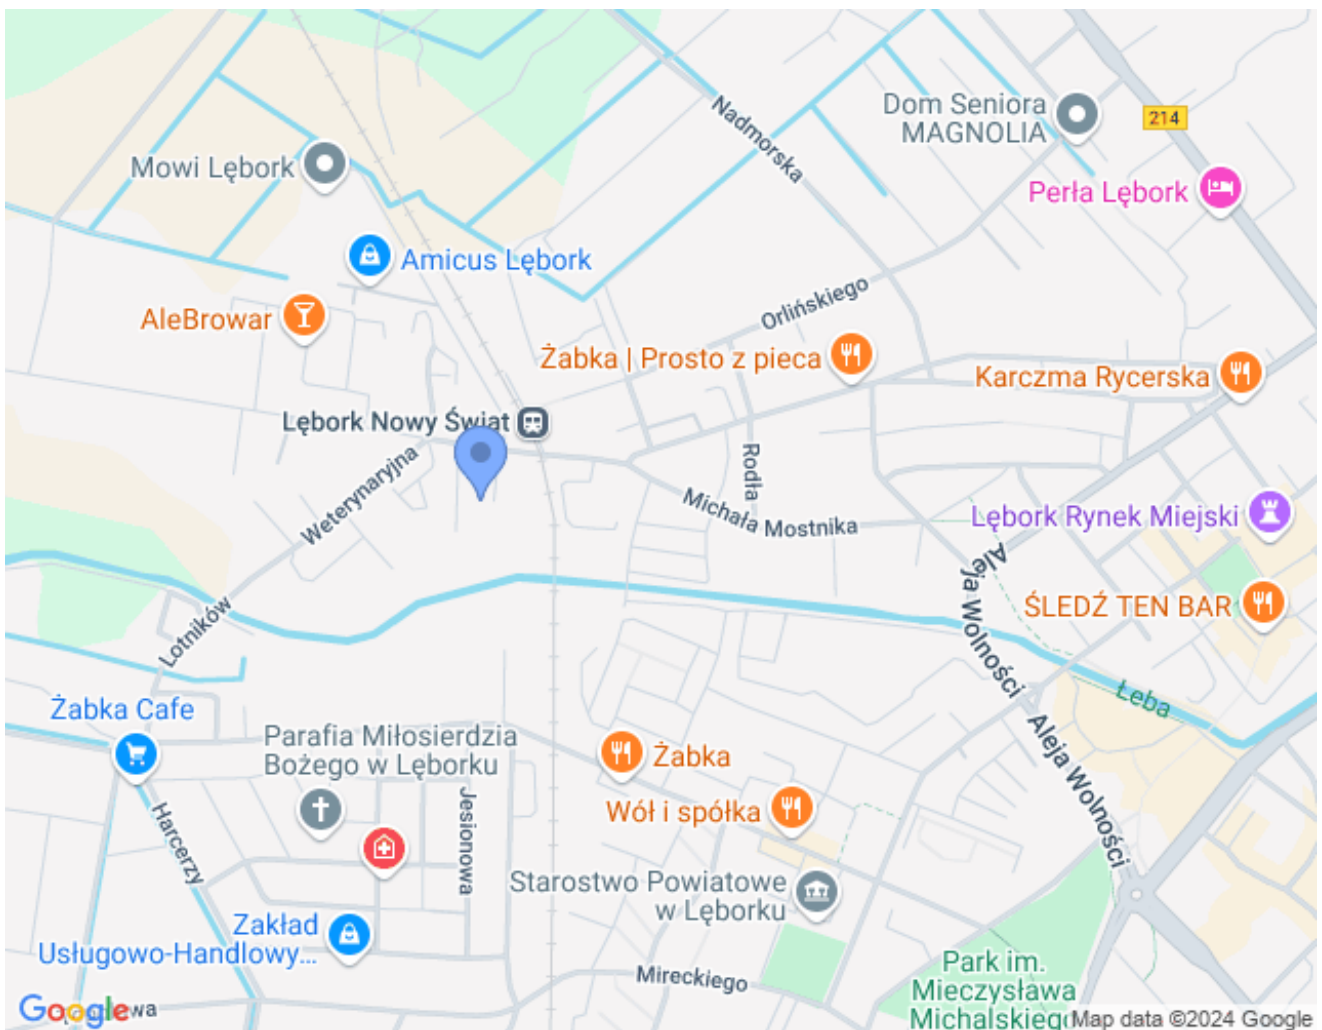 Nadmorska
Dom Seniora
MAGNOLIA
214
Mowi Lębork
Perła Lębork
Amicus Lębork
AleBrowar
Orlińskiego
Żabka | Prosto z pieca
Karczma Rycerska
Lębork Nowy Świat
Weterynaryjna
Rodła
Michała Mostnika
Lębork Rynek Miejski
Aleja Wolności
ŚLEDŹ TEN BAR
Lotników
Łeba
Żabka Cafe
Parafia Miłosierdzia
Bożego w Lęborku
Żabka
Aleja Wolności
Jesionowa
Harcerzy
Wół i spółka
Starostwo Powiatowe
w Lęborku
Zakład
Usługowo-Handlowy...
Mireckiego
Park im.
Mieczysława
Michalskiego
Google
wa
Map data ©2024 Google